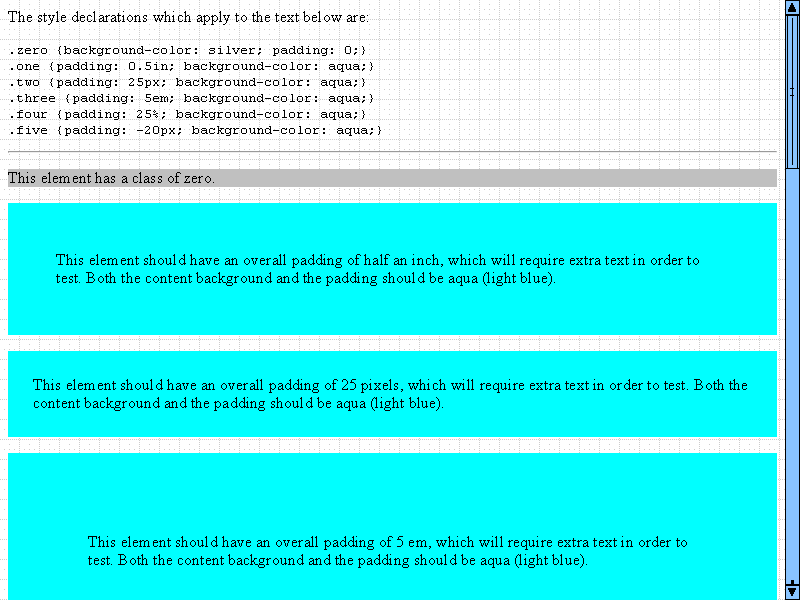 The style declarations which apply to the text below are:
.zero {background-color: silver; padding: 0;}
.one {padding: 0.5in; background-color: aqua;}
.two {padding: 25px; background-color: aqua;}
.three {padding: 5em; background-color: aqua;}
.four {padding: 25%; background-color: aqua;}
.five {padding: -20px; background-color: aqua;}
This element has a class of zero.
This element should have an overall padding of half an inch, which will require extra text in order to
test. Both the content background and the padding should be aqua (light blue).
This element should have an overall padding of 25 pixels, which will require extra text in order to test. Both the
content background and the padding should be aqua (light blue).
This element should have an overall padding of 5 em, which will require extra text in order to
test. Both the content background and the padding should be aqua (light blue).